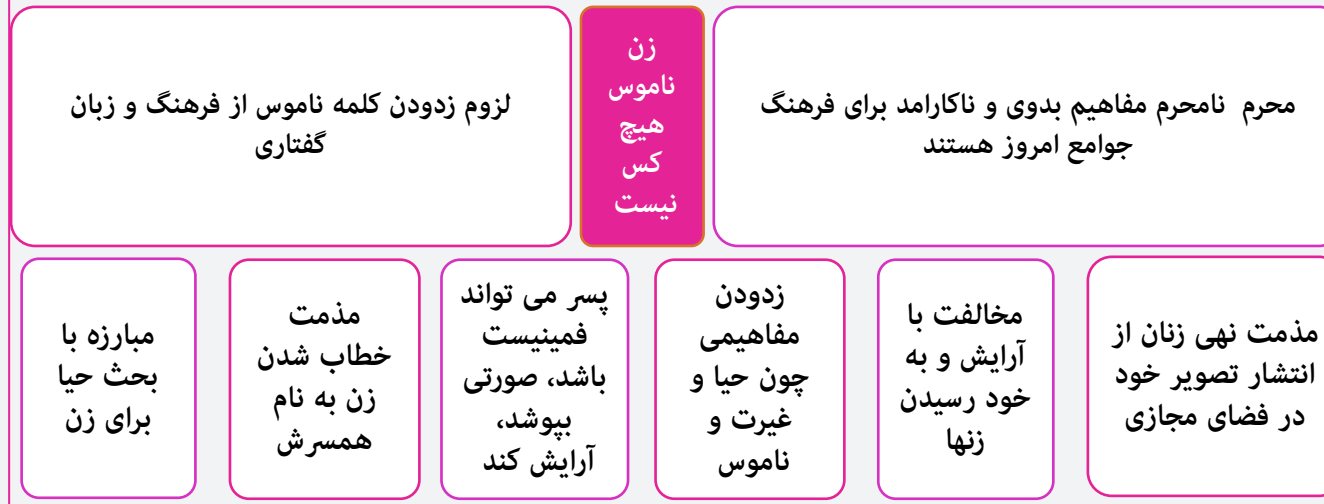 محرم  نامحرم مفاهیم بدوی و ناکارامد برای فرهنگ
جوامع امروز هستند
زن
ناموس
هیچ
کس
نیست
لزوم زدودن کلمه ناموس از فرهنگ و زبان
گفتاری
مذمت نهی زنان از
انتشار تصویر خود
در فضای مجازی
مخالفت با
آرایش و به
خود رسیدن
زنها
زدودن
مفاهیمی
چون حیا و
غیرت و
ناموس
پسر می تواند
فمینیست
باشد، صورتی
بپوشد،
آرایش کند
مذمت
خطاب شدن
زن به نام
همسرش
مبارزه با
بحث حیا
برای زن